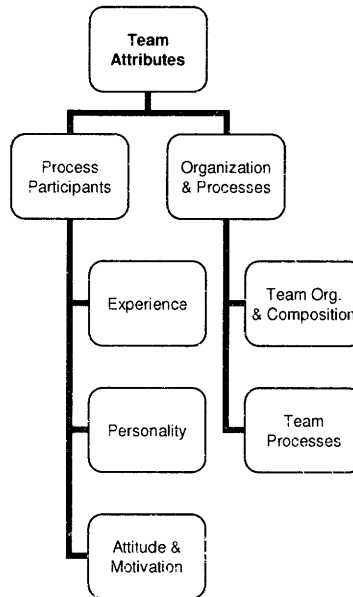 Team
Attributes
Process
Participants
Organization
& Processes
Experience
Team Org.
& Composition
Personality
Team
Processes
Attitude &
Motivation